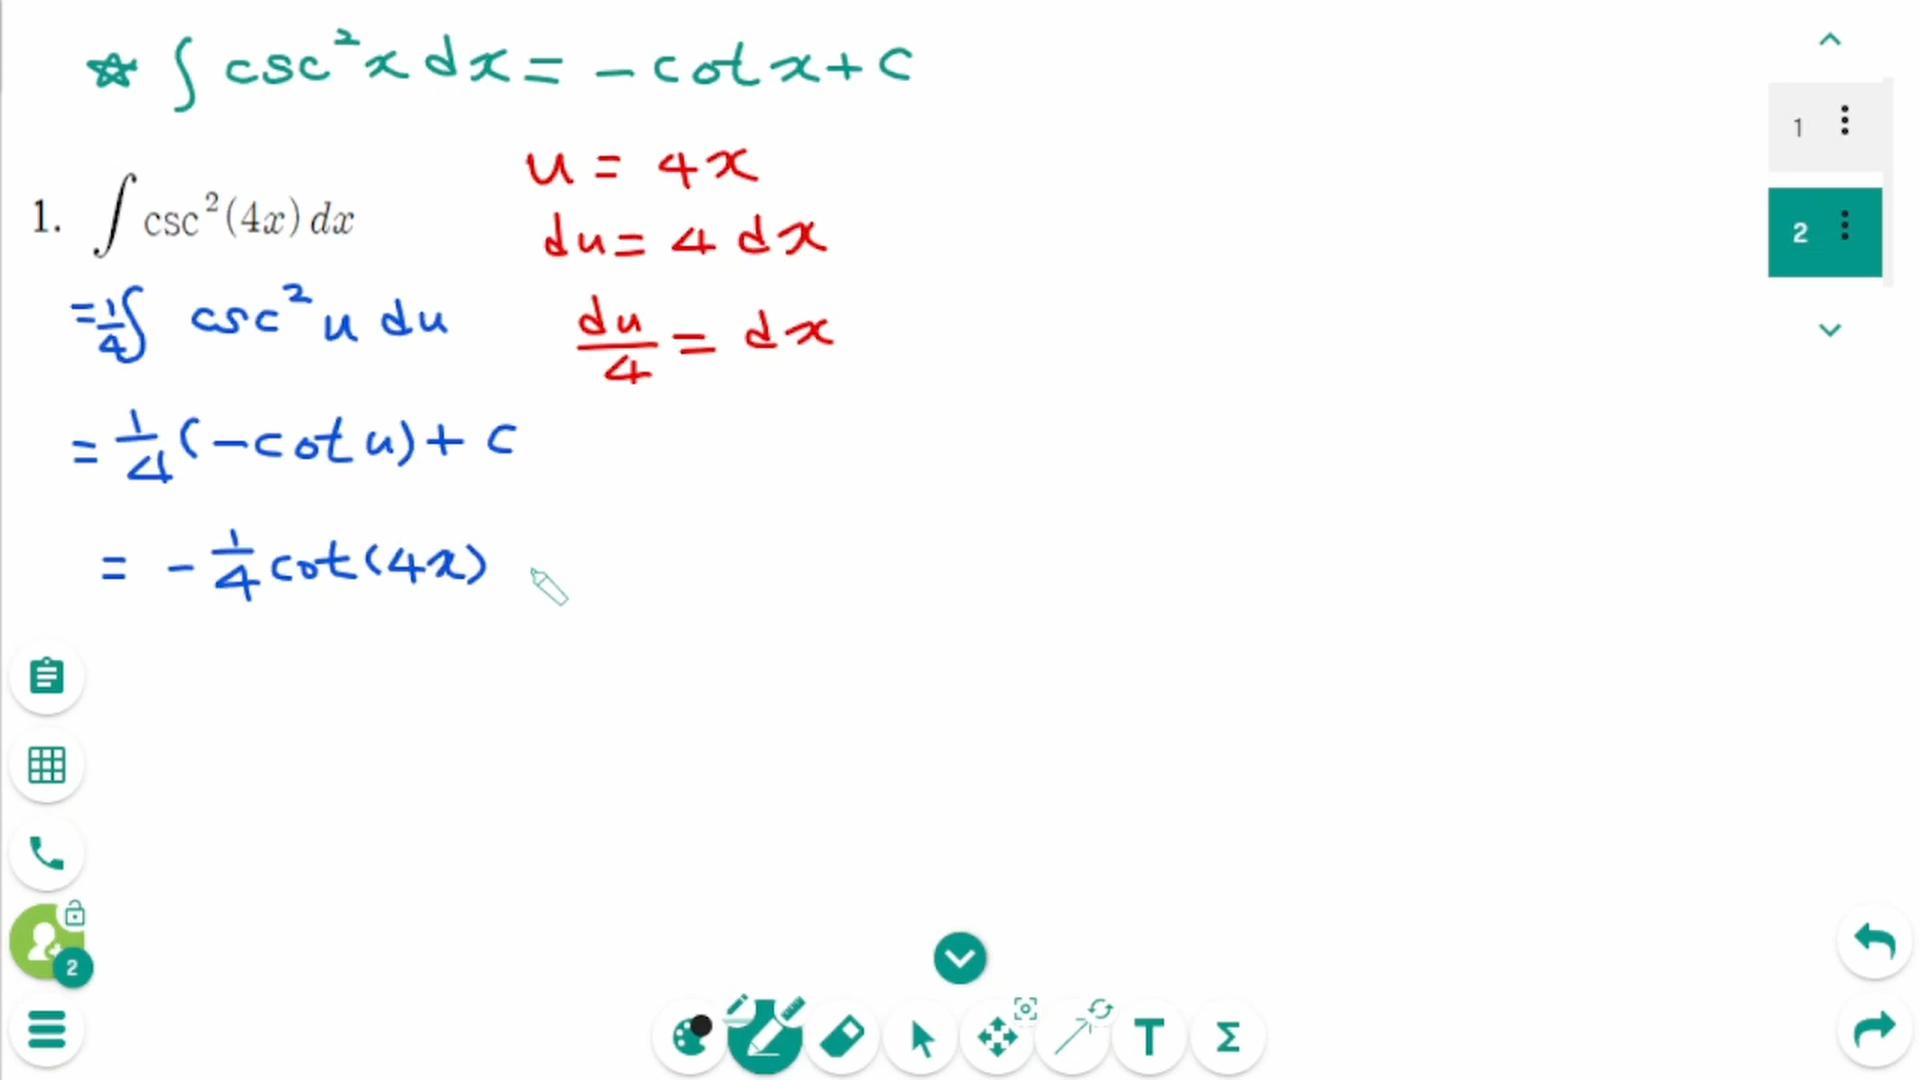 ☆ ∫ csc²x dx = -cot x + c
u = 4x
1. ∫ csc²(4x) dx
du = 4 dx
= 1/4 ∫ csc² u du
du/4 = dx
= 1/4 (-cot u) + c
= - 1/4 cot(4x)
1
2
2
T
Σ